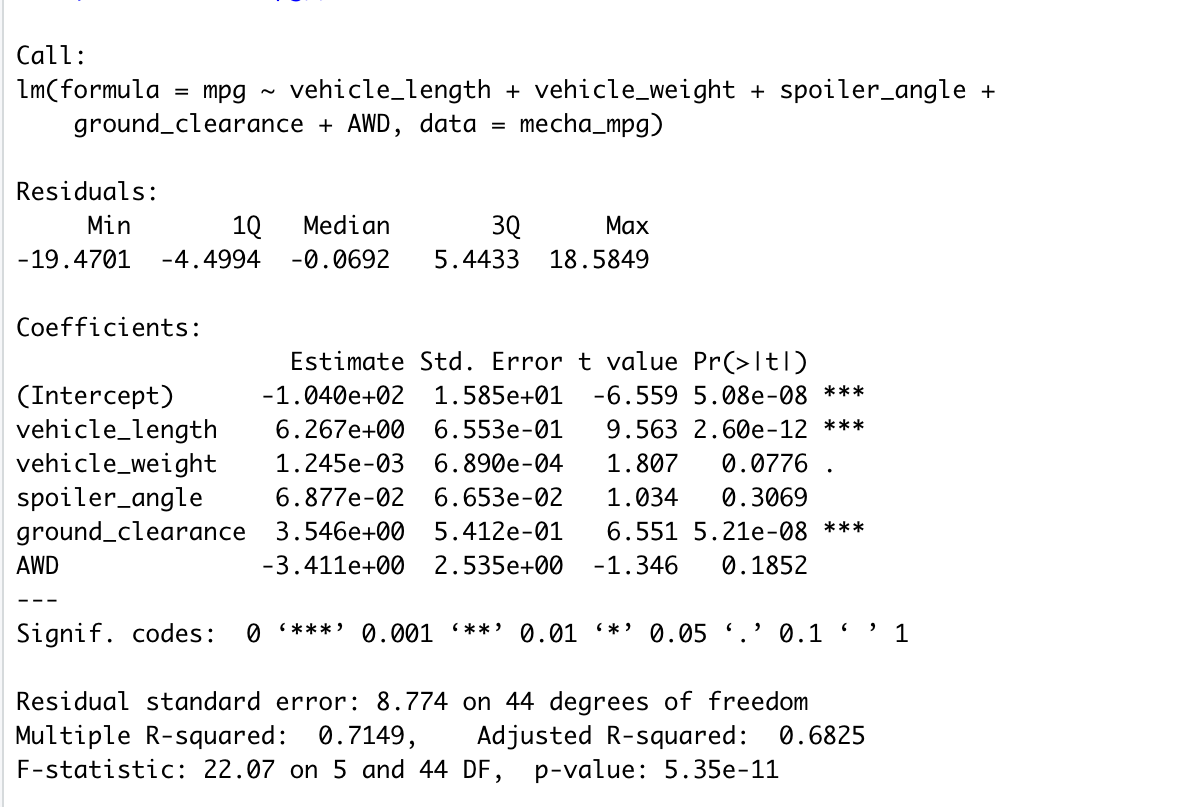 Call:
lm(formula = mpg ~ vehicle_length + vehicle_weight + spoiler_angle +
    ground_clearance + AWD, data = mecha_mpg)
Residuals:
     Min       1Q   Median       3Q      Max
-19.4701  -4.4994  -0.0692   5.4433  18.5849
Coefficients:
                   Estimate Std. Error t value Pr(>|t|)
(Intercept)      -1.040e+02  1.585e+01  -6.559 5.08e-08 ***
vehicle_length    6.267e+00  6.553e-01   9.563 2.60e-12 ***
vehicle_weight    1.245e-03  6.890e-04   1.807   0.0776 .
spoiler_angle     6.877e-02  6.653e-02   1.034   0.3069
ground_clearance  3.546e+00  5.412e-01   6.551 5.21e-08 ***
AWD              -3.411e+00  2.535e+00  -1.346   0.1852
---
Signif. codes:  0 ‘***’ 0.001 ‘**’ 0.01 ‘*’ 0.05 ‘.’ 0.1 ‘ ’ 1
Residual standard error: 8.774 on 44 degrees of freedom
Multiple R-squared:  0.7149,    Adjusted R-squared:  0.6825
F-statistic: 22.07 on 5 and 44 DF,  p-value: 5.35e-11